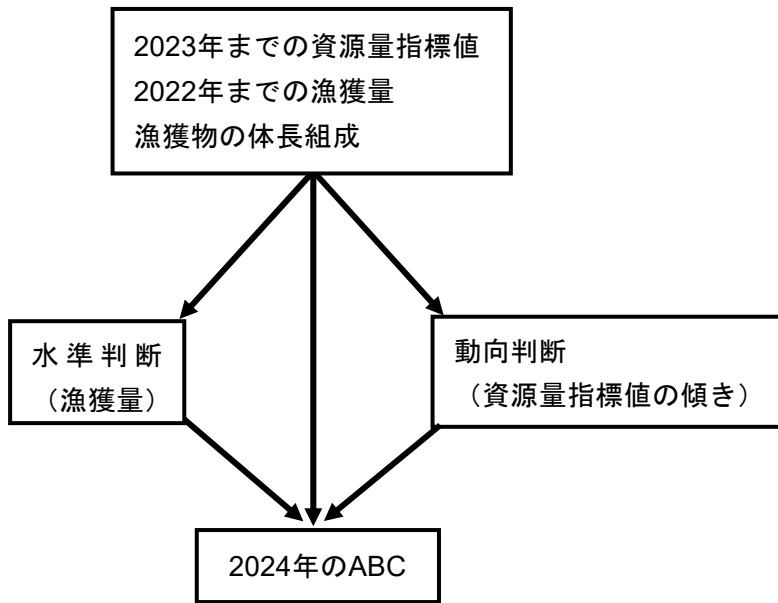 2023年までの資源量指標値
2022年までの漁獲量
漁獲物の体長組成
水 準 判 断
（漁獲量）
動向判断
（資源量指標値の傾き）
2024年のABC